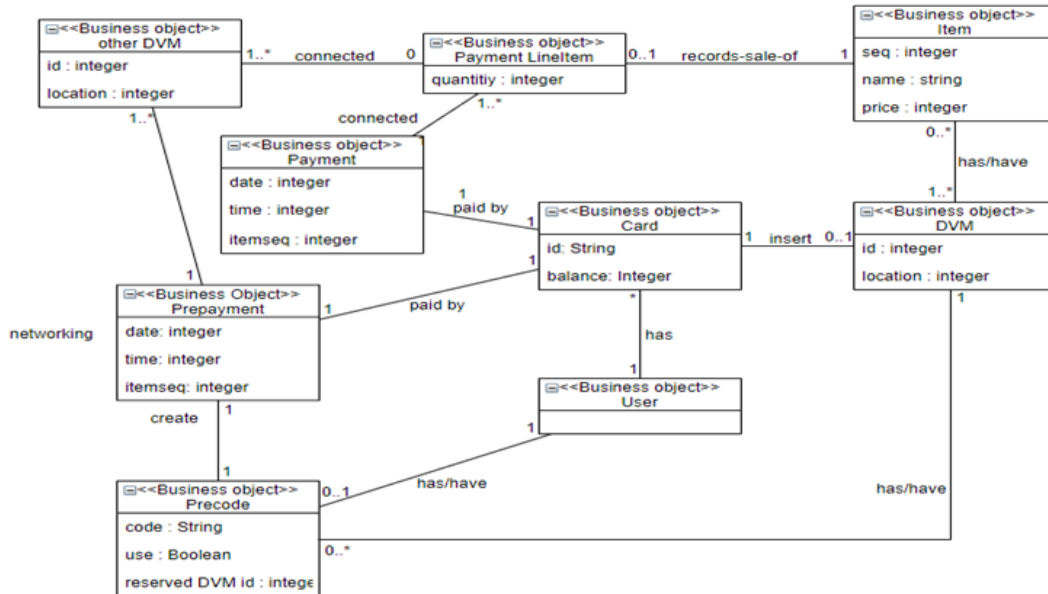 <<Business object>>
other DVM
id : integer
location : integer
1..*
connected
0
<<Business object>>
Payment LineItem
quantitiy : integer
0..1
records-sale-of
1
<<Business object>>
Item
seq : integer
name : string
price : integer
1..*
1..*
connected
1
<<Business object>>
Payment
date : integer
time : integer
itemseq : integer
0..*
has/have
1..*
1
paid by
1
<<Business object>>
Card
id: String
balance: Integer
1
insert
0..1
<<Business object>>
DVM
id : integer
location : integer
1
<<Business Object>>
Prepayment
date: integer
time: integer
itemseq: integer
1
paid by
1
networking
*
has
1
1
<<Business object>>
User
create
1
1
1
<<Business object>>
Precode
code : String
use : Boolean
reserved DVM id : intege
0..1
has/have
has/have
0..*